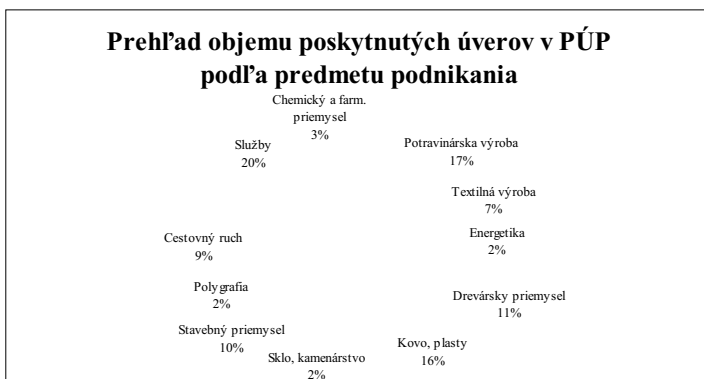 Prehľad objemu poskytnutých úverov v PÚP
podľa predmetu podnikania
Chemický a farm.
priemysel
3%
Potravinárska výroba
17%
Textilná výroba
7%
Energetika
2%
Drevársky priemysel
11%
Kovo, plasty
16%
Sklo, kamenárstvo
2%
Stavebný priemysel
10%
Polygrafia
2%
Cestovný ruch
9%
Služby
20%